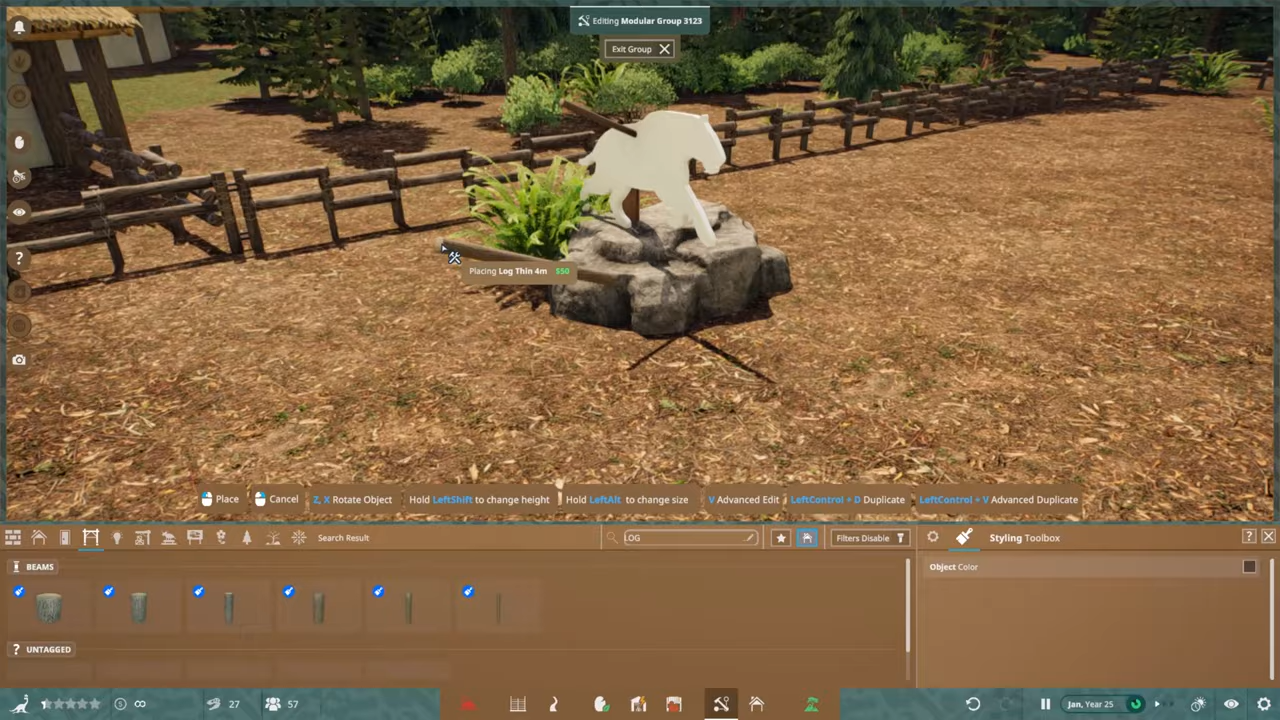 Editing Modular Group 3123
Exit Group
Placing Log Thin 4m $50
Place Cancel Z, X Rotate Object Hold LeftShift to change height Hold LeftAlt to change size V Advanced Edit LeftControl + D Duplicate LeftControl + V Advanced Duplicate
Search Result LOG Filters Disable Styling Toolbox ?
BEAMS Object Color
? UNTAGGED
27 57 Jan, Year 25
?